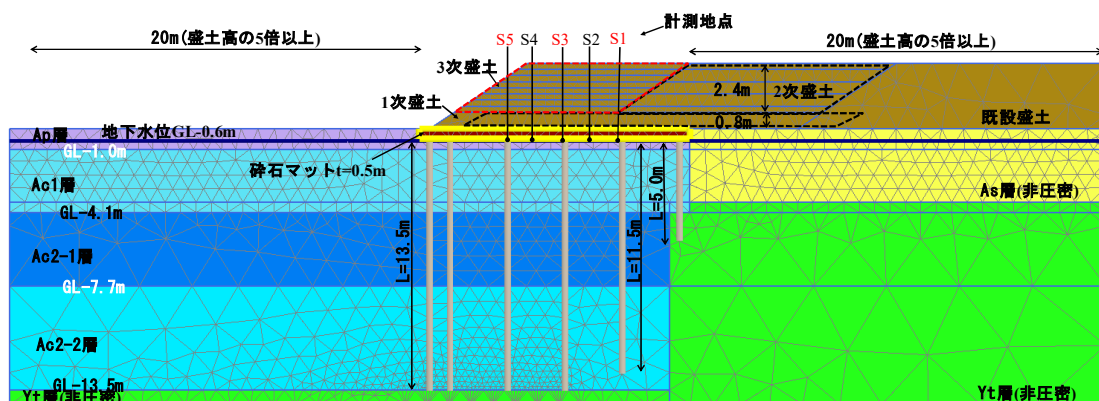 計測地点
20m(盛土高の5倍以上)
20m(盛土高の5倍以上)
S5 S4 S3 S2 S1
3次盛土
2.4m
2次盛土
1次盛土
0.8m
既設盛土
Ap層
地下水位GL-0.6m
GL-1.0m
砕石マットt=0.5m
L=5.0m
Ac1層
As層(非圧密)
GL-4.1m
L=13.5m
L=11.5m
Ac2-1層
GL-7.7m
Ac2-2層
GL-13.5m
Yt層(非圧密)
Yt層(非圧密)